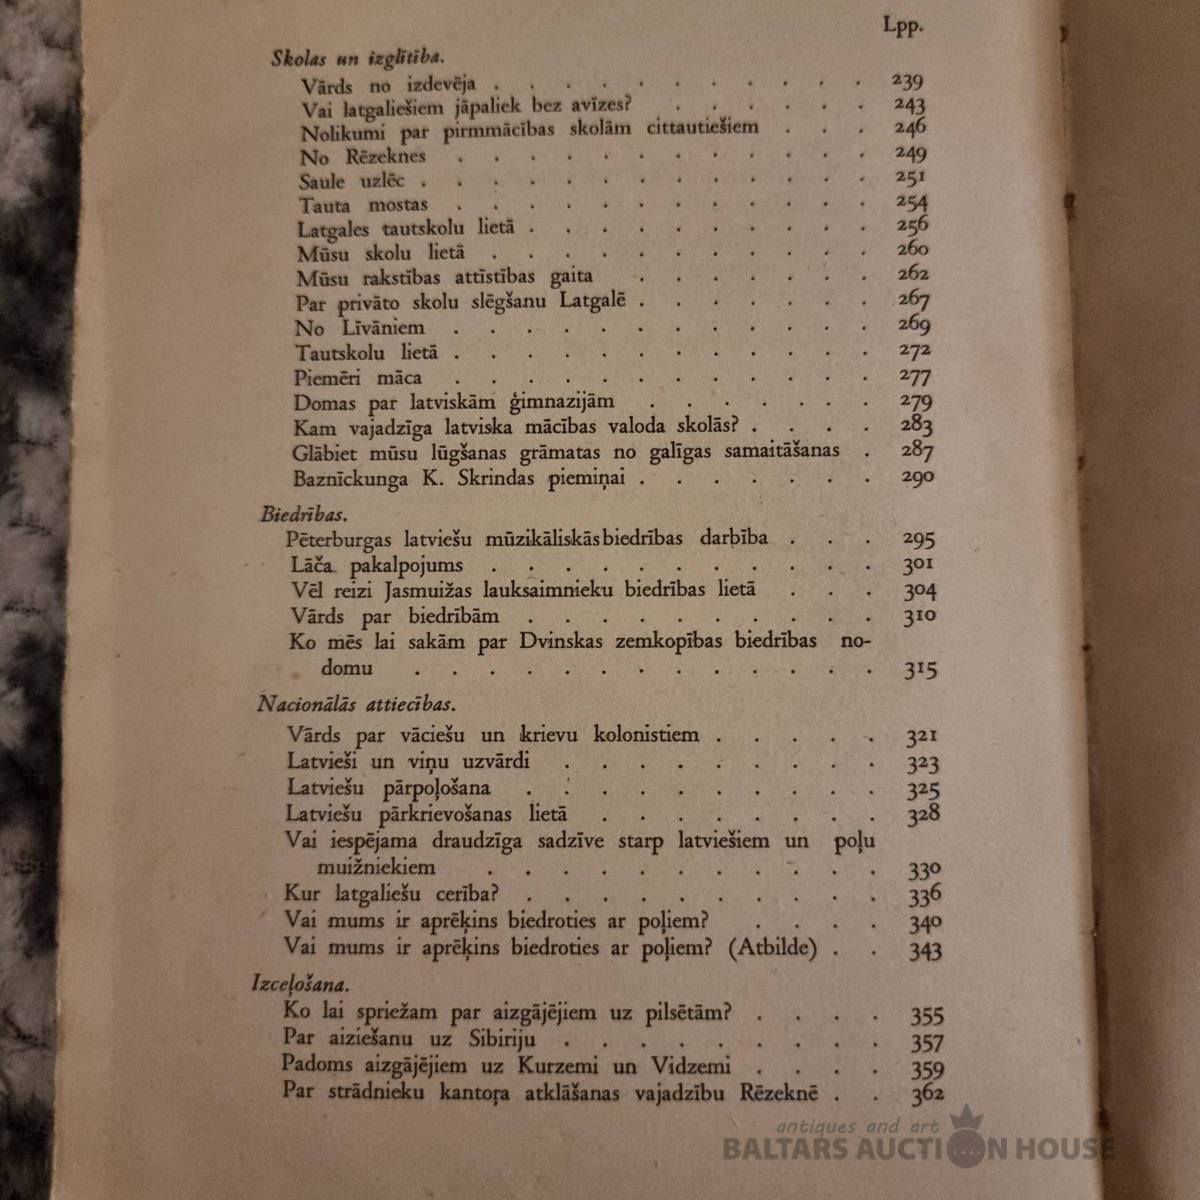 Lpp.
Skolas un izglītība.
Vārds no izdevēja . . . . . . . . . . . 239
Vai latgaliešiem jāpaliek bez avīzes? . . . . . . 243
Nolikumi par pirmmācības skolām cittautiešiem . . . 246
No Rēzeknes . . . . . . . . . . . . 249
Saule uzlēc . . . . . . . . . . . . . 251
Tauta mostas . . . . . . . . . . . . 254
Latgales tautskolu lietā . . . . . . . . . . 256
Mūsu skolu lietā . . . . . . . . . . . 260
Mūsu rakstības attīstības gaita . . . . . . . 262
Par privāto skolu slēgšanu Latgalē . . . . . . . 267
No Līvāniem . . . . . . . . . . . . 269
Tautskolu lietā . . . . . . . . . . . . 272
Piemēri māca . . . . . . . . . . . . 277
Domas par latviskām ģimnazijām . . . . . . . 279
Kam vajadzīga latviska mācības valoda skolās? . . . . 283
Glābiet mūsu lūgšanas grāmatas no galīgas samaitāšanas . 287
Baznīckunga K. Skrindas piemiņai . . . . . . . 290
Biedrības.
Pēterburgas latviešu mūzikāliskās biedrības darbība . . . 295
Lāča pakalpojums . . . . . . . . . . . 301
Vēl reizi Jasmuižas lauksaimnieku biedrības lietā . . . 304
Vārds par biedrībām . . . . . . . . . . 310
Ko mēs lai sakām par Dvinskas zemkopības biedrības no-
domu . . . . . . . . . . . . . 315
Nacionālās attiecības.
Vārds par vāciešu un krievu kolonistiem . . . . . 321
Latvieši un viņu uzvārdi . . . . . . . . . 323
Latviešu pārpoļošana . . . . . . . . . . 325
Latviešu pārkrievošanas lietā . . . . . . . . 328
Vai iespējama draudzīga sadzīve starp latviešiem un poļu
muižniekiem . . . . . . . . . . . 330
Kur latgaliešu cerība? . . . . . . . . . . 336
Vai mums ir aprēķins biedroties ar poļiem? . . . . 340
Vai mums ir aprēķins biedroties ar poļiem? (Atbilde) . . 343
Izceļošana.
Ko lai spriežam par aizgājējiem uz pilsētām? . . . . 355
Par aiziešanu uz Sibiriju . . . . . . . . . 357
Padoms aizgājējiem uz Kurzemi un Vidzemi . . . . 359
Par strādnieku kantoŗa atklāšanas vajadzību Rēzeknē . . 362
antiques and art
BALTARS AUCTION HOUSE